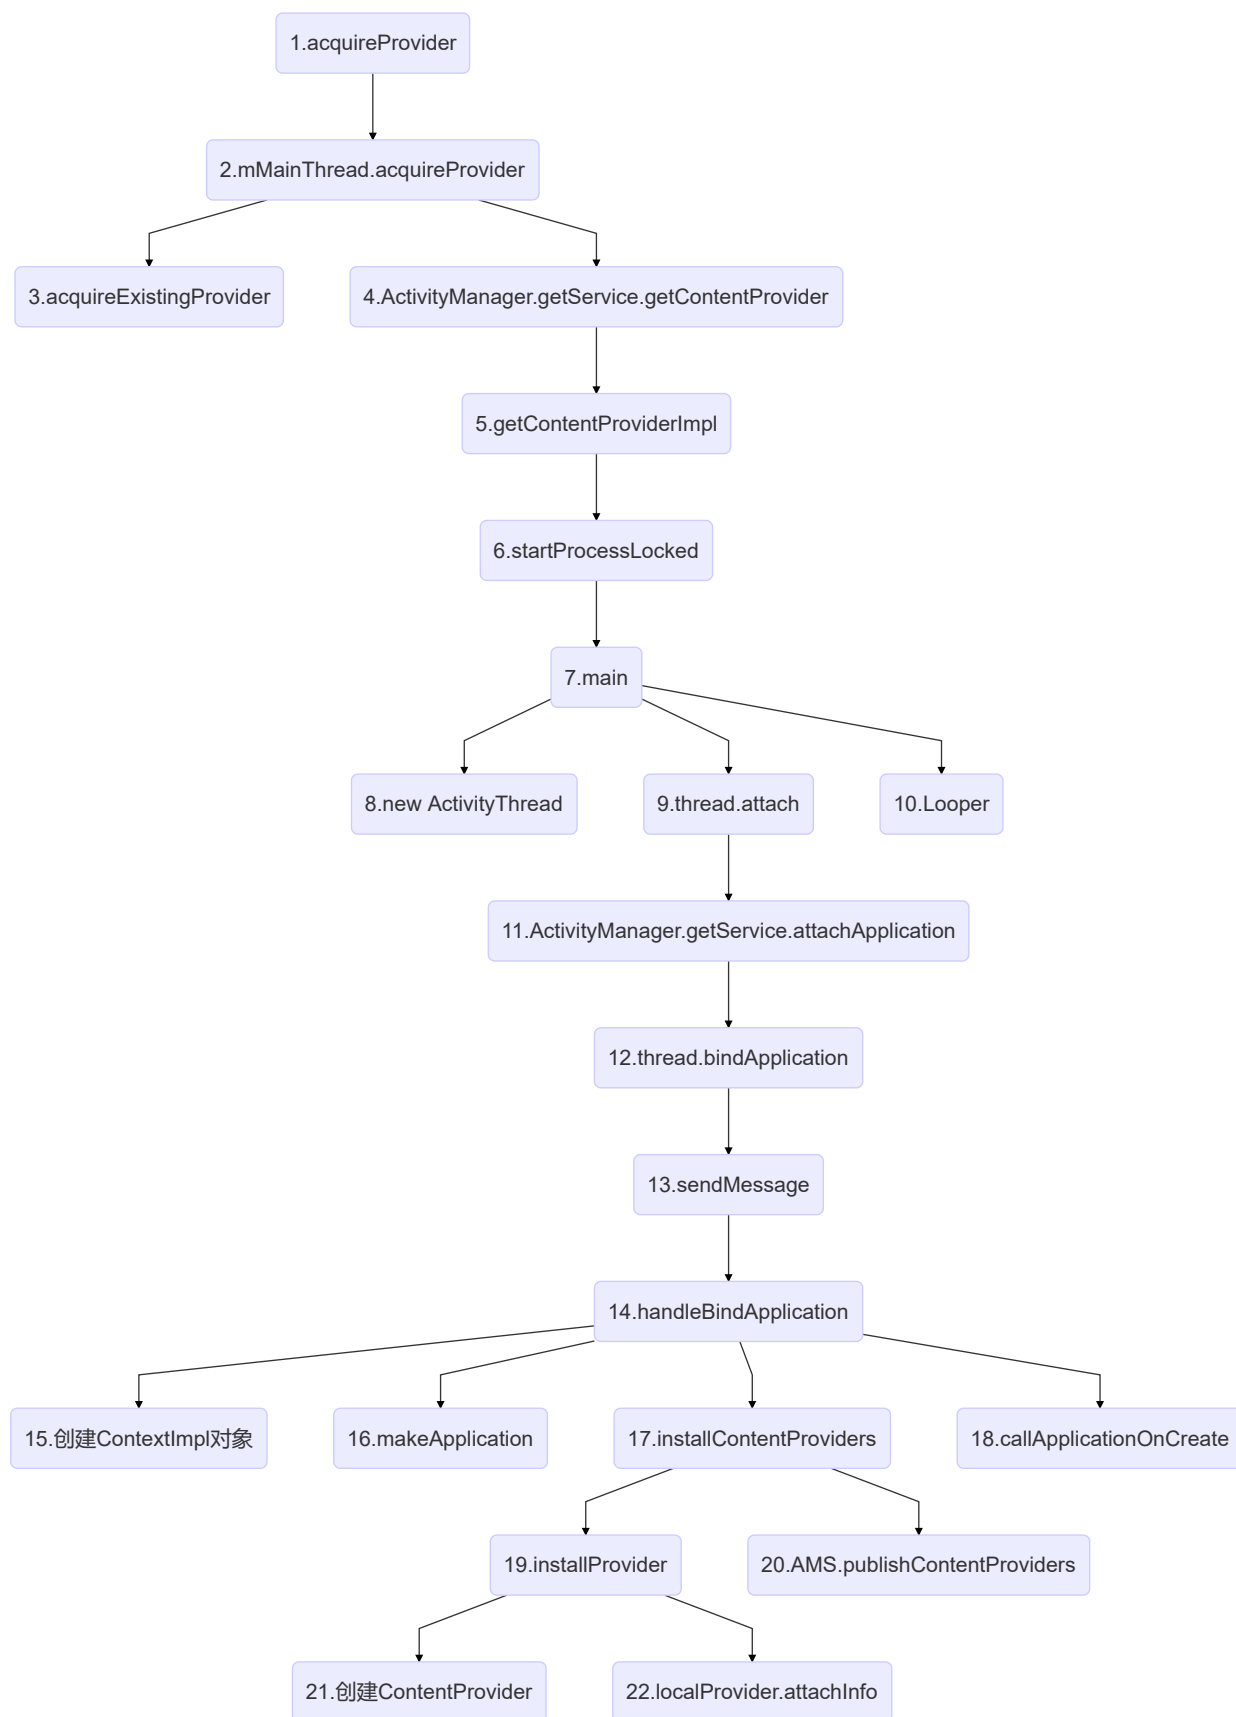 1.acquireProvider
2.mMainThread.acquireProvider
3.acquireExistingProvider
4.ActivityManager.getService.getContentProvider
5.getContentProviderImpl
6.startProcessLocked
7.main
8.new ActivityThread
9.thread.attach
10.Looper
11.ActivityManager.getService.attachApplication
12.thread.bindApplication
13.sendMessage
14.handleBindApplication
15.创建ContextImpl对象
16.makeApplication
17.installContentProviders
18.callApplicationOnCreate
19.installProvider
20.AMS.publishContentProviders
21.创建ContentProvider
22.localProvider.attachInfo